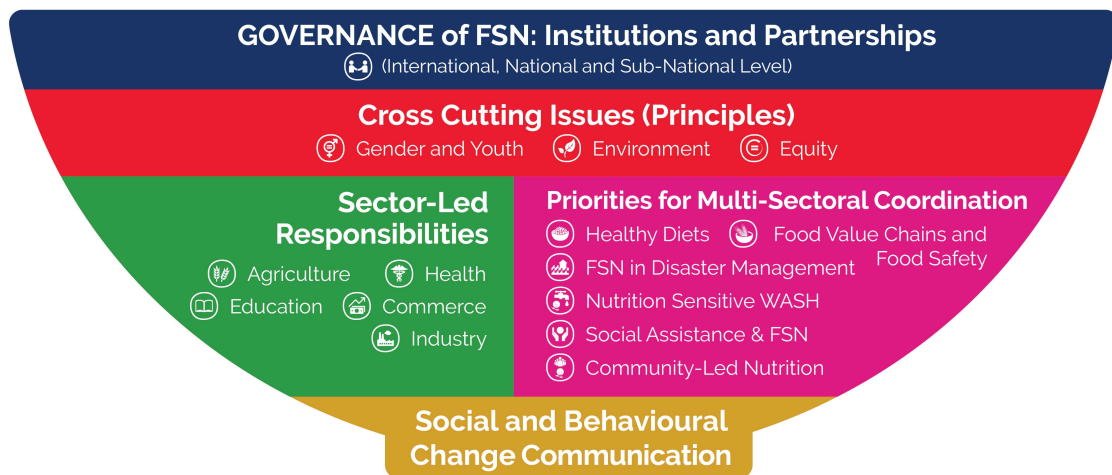 GOVERNANCE of FSN: Institutions and Partnerships
(International, National and Sub-National Level)
Cross Cutting Issues (Principles)
Gender and Youth Environment Equity
Sector-Led
Responsibilities
Agriculture Health
Education Commerce
Industry
Priorities for Multi-Sectoral Coordination
Healthy Diets Food Value Chains and
Food Safety
FSN in Disaster Management
Nutrition Sensitive WASH
Social Assistance & FSN
Community-Led Nutrition
Social and Behavioural
Change Communication